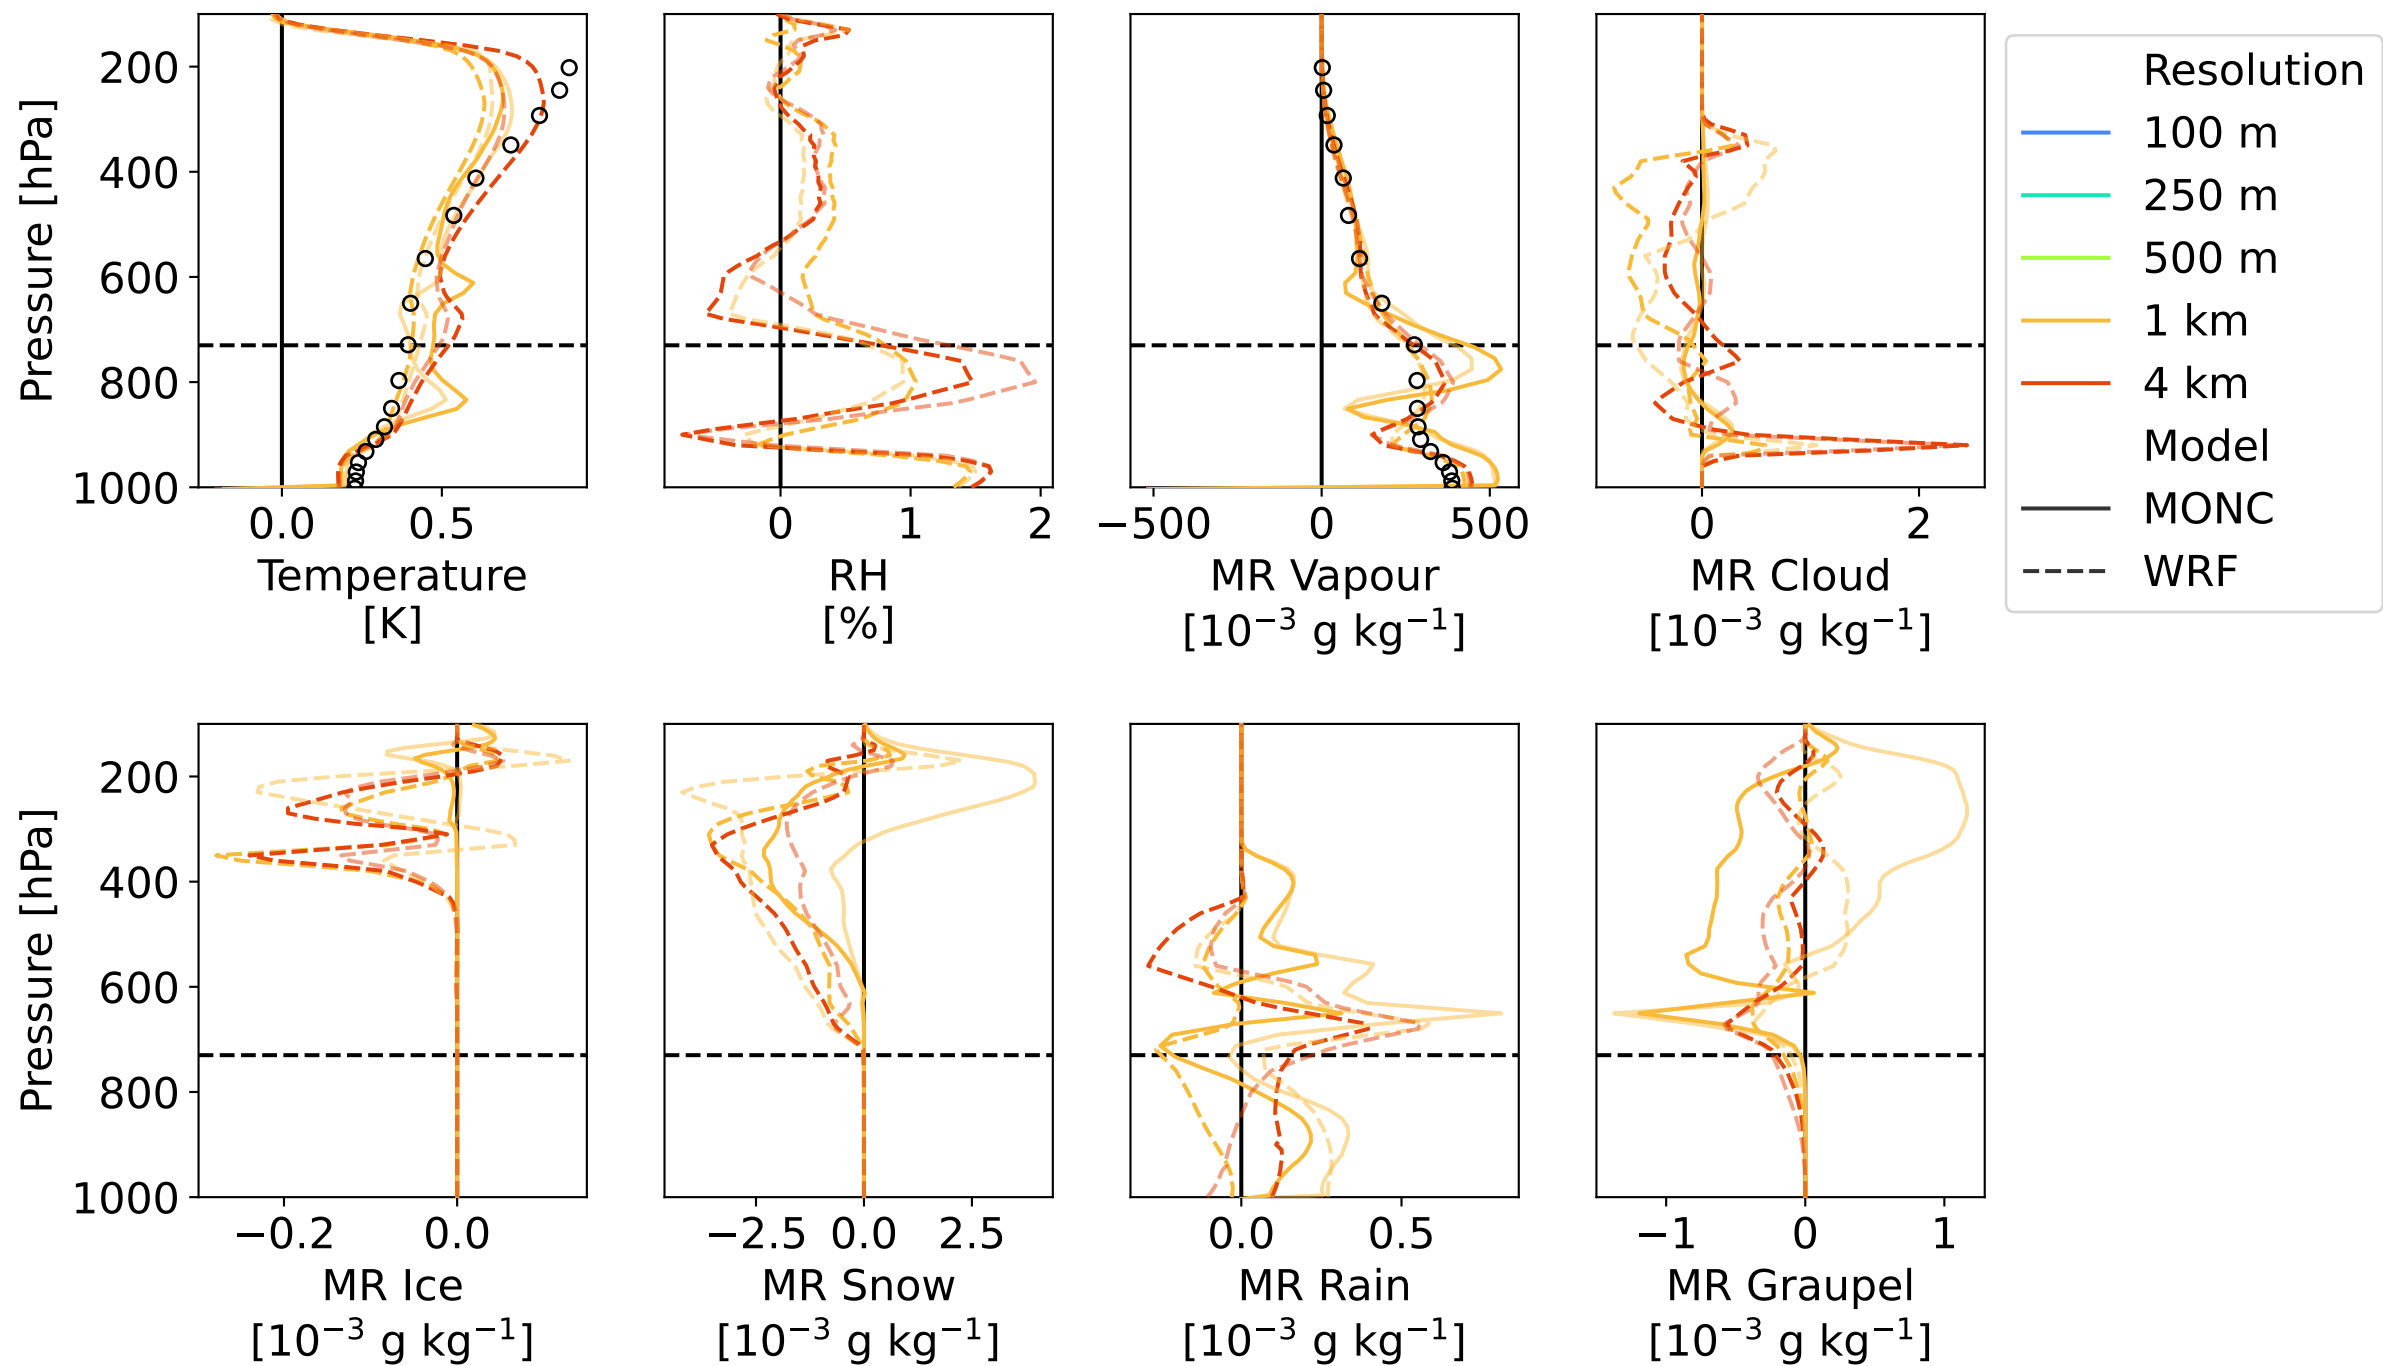 Pressure [hPa]
200
400
600
800
1000
0.0 0.5
Temperature
[K]
0 1 2
RH
[%]
−500 0 500
MR Vapour
[10⁻³ g kg⁻¹]
0 2
MR Cloud
[10⁻³ g kg⁻¹]
Resolution
100 m
250 m
500 m
1 km
4 km
Model
MONC
WRF
Pressure [hPa]
200
400
600
800
1000
−0.2 0.0
MR Ice
[10⁻³ g kg⁻¹]
−2.5 0.0 2.5
MR Snow
[10⁻³ g kg⁻¹]
0.0 0.5
MR Rain
[10⁻³ g kg⁻¹]
−1 0 1
MR Graupel
[10⁻³ g kg⁻¹]